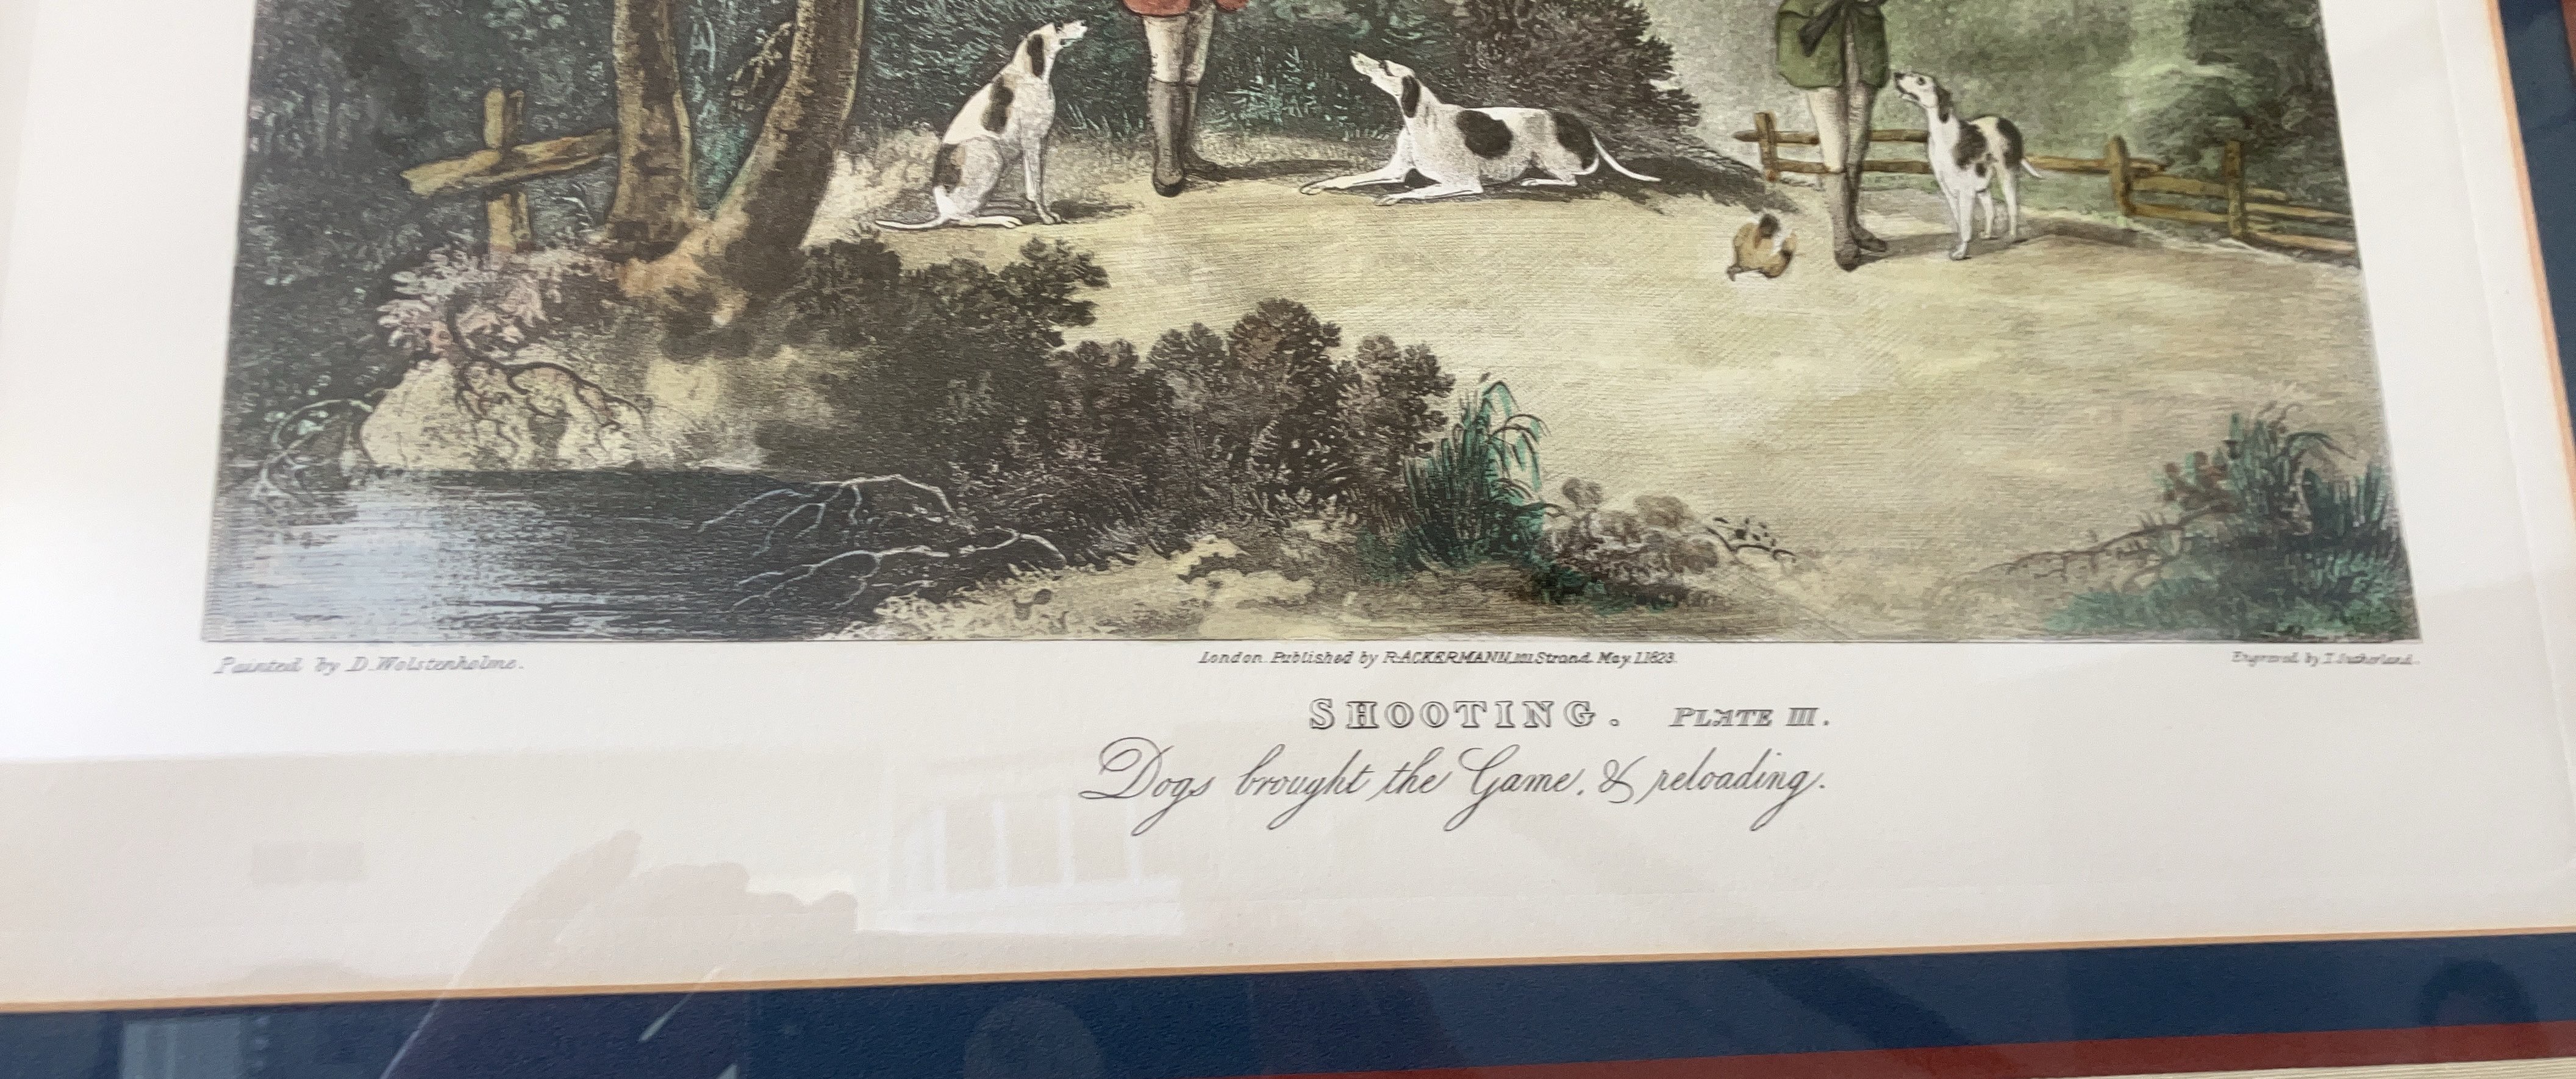 Painted by D. Wolstenholme.
London. Published by R. ACKERMANN, 101 Strand. May 1, 1823.
Engraved by T. Sutherland.
SHOOTING. PLATE III.
Dogs brought the Game, & reloading.